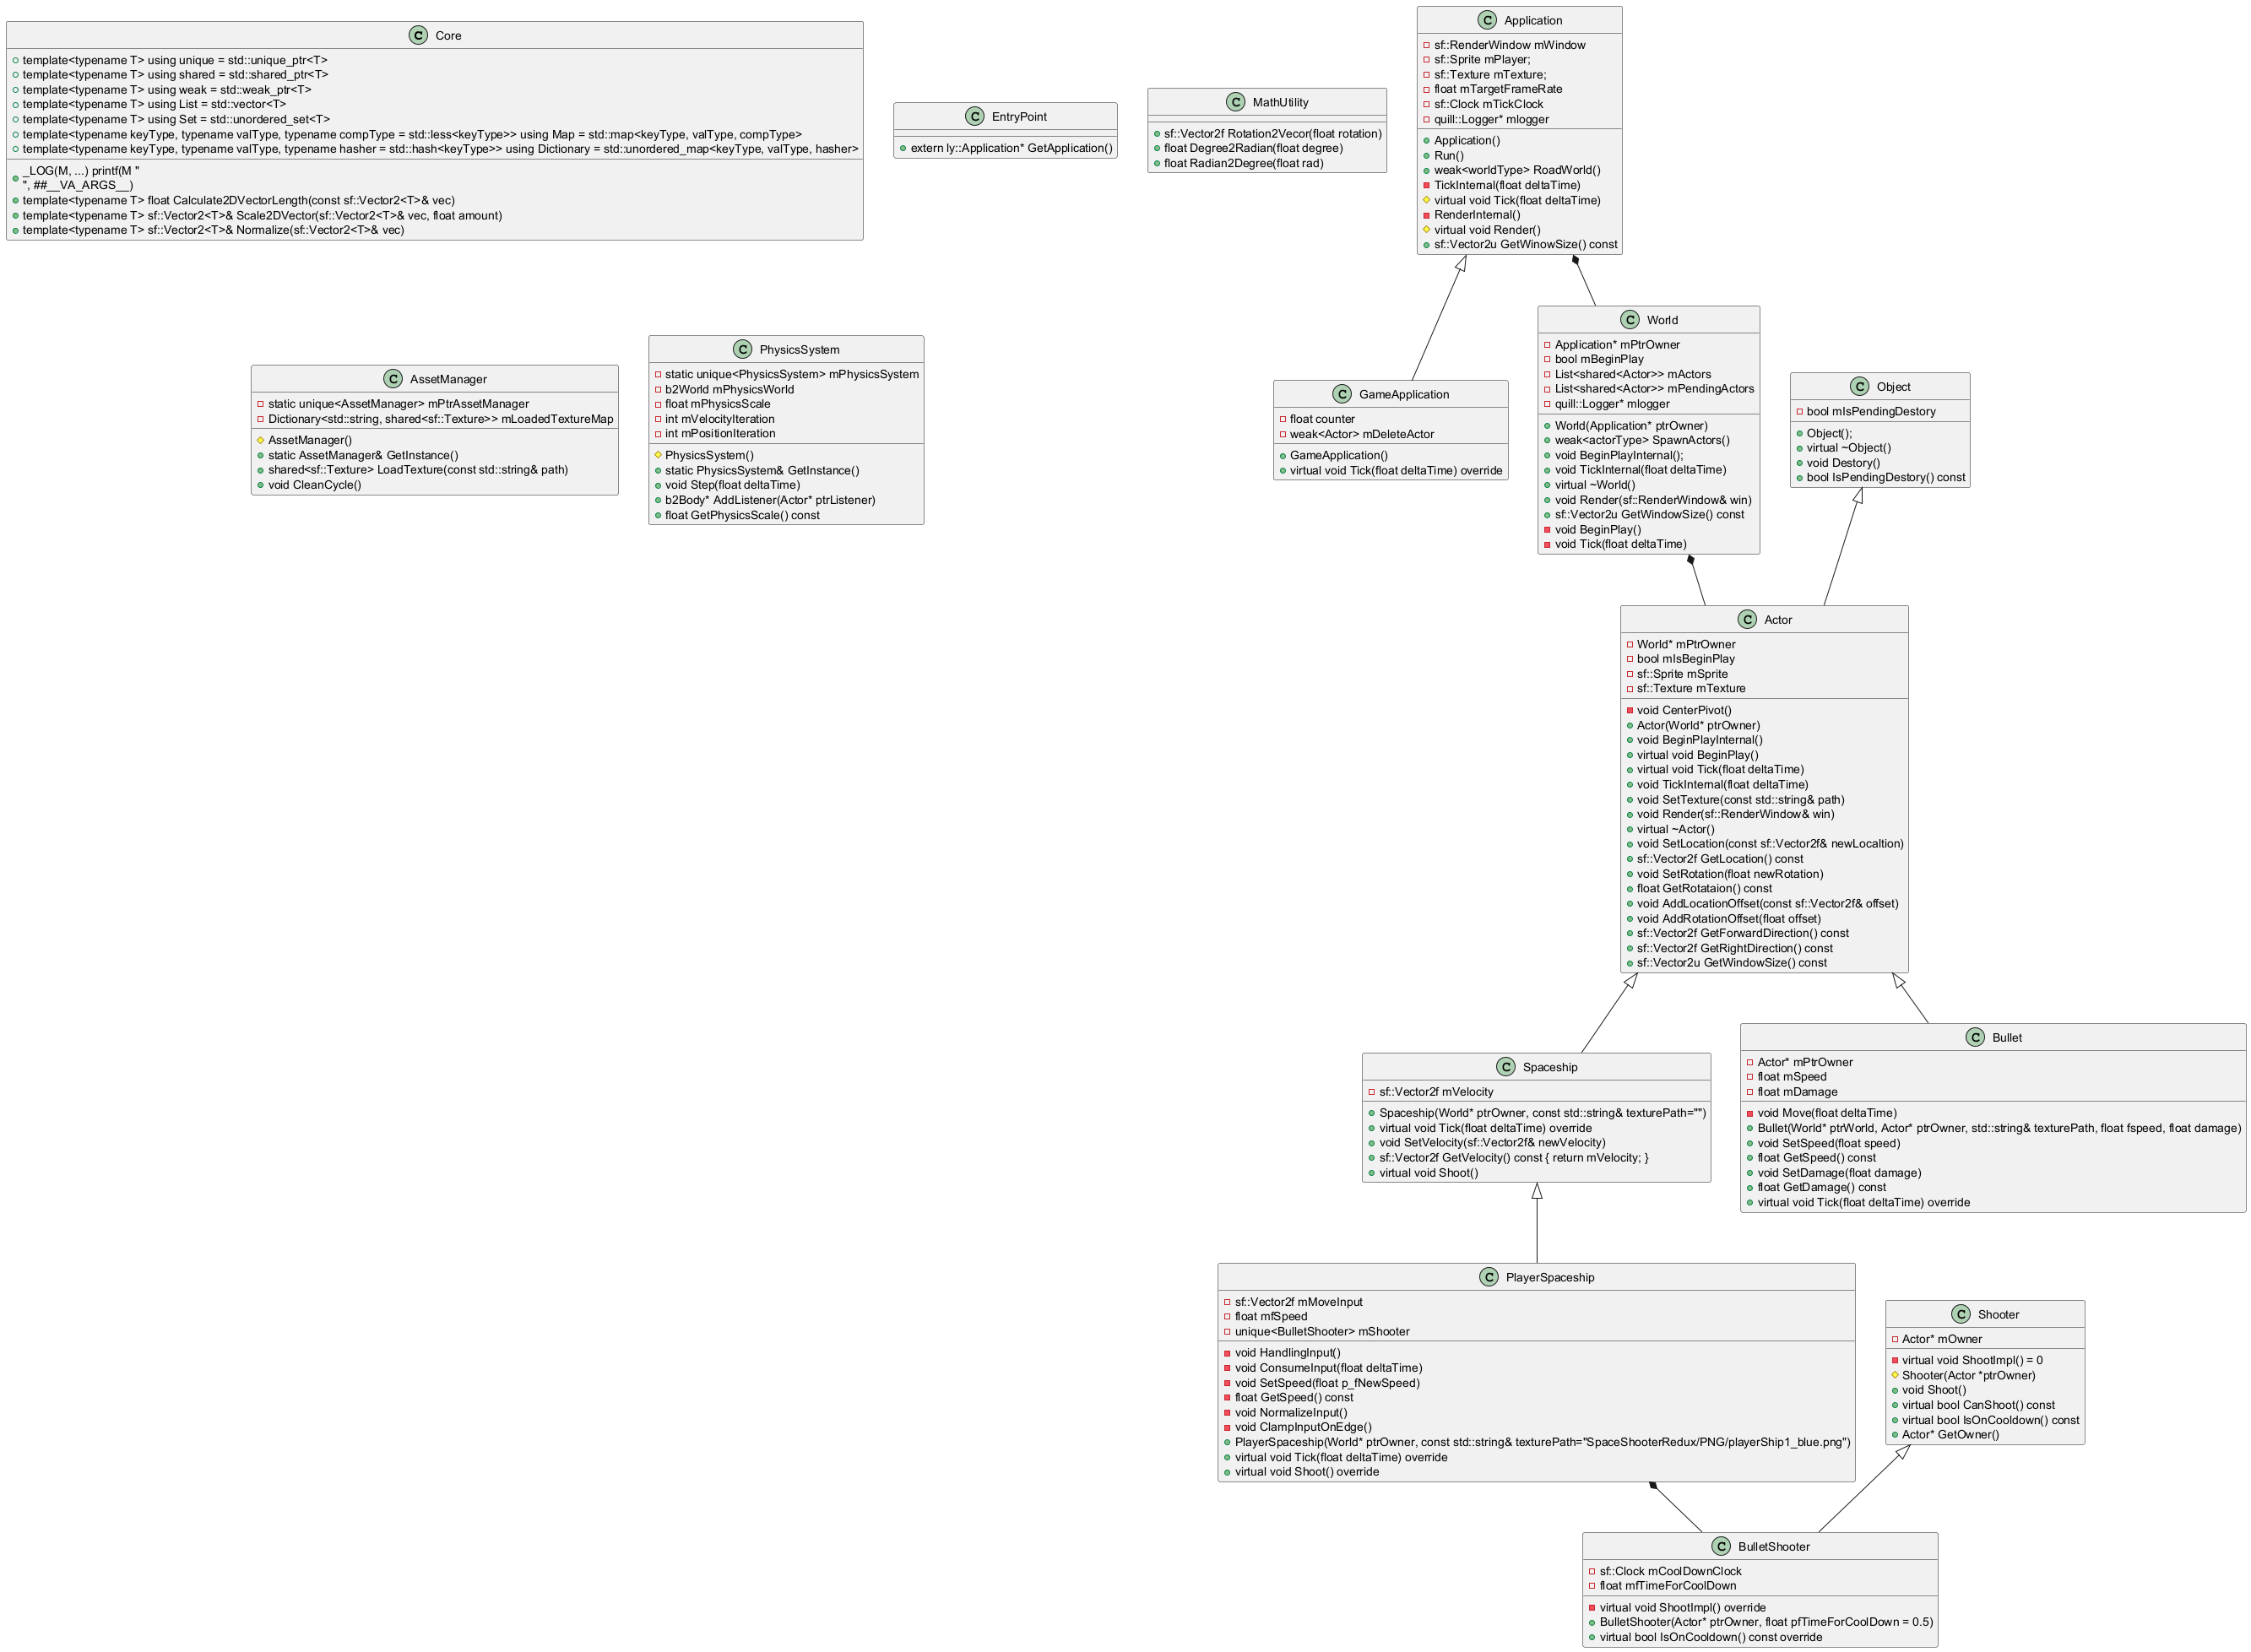 Core
template<typename T> using unique = std::unique_ptr<T>
template<typename T> using shared = std::shared_ptr<T>
template<typename T> using weak = std::weak_ptr<T>
template<typename T> using List = std::vector<T>
template<typename T> using Set = std::unordered_set<T>
template<typename keyType, typename valType, typename compType = std::less<keyType>> using Map = std::map<keyType, valType, compType>
template<typename keyType, typename valType, typename hasher = std::hash<keyType>> using Dictionary = std::unordered_map<keyType, valType, hasher>
_LOG(M, ...) printf(M "
", ##__VA_ARGS__)
template<typename T> float Calculate2DVectorLength(const sf::Vector2<T>& vec)
template<typename T> sf::Vector2<T>& Scale2DVector(sf::Vector2<T>& vec, float amount)
template<typename T> sf::Vector2<T>& Normalize(sf::Vector2<T>& vec)
EntryPoint
extern ly::Application* GetApplication()
MathUtility
sf::Vector2f Rotation2Vecor(float rotation)
float Degree2Radian(float degree)
float Radian2Degree(float rad)
Application
sf::RenderWindow mWindow
sf::Sprite mPlayer;
sf::Texture mTexture;
float mTargetFrameRate
sf::Clock mTickClock
quill::Logger* mlogger
Application()
Run()
weak<worldType> RoadWorld()
TickInternal(float deltaTime)
virtual void Tick(float deltaTime)
RenderInternal()
virtual void Render()
sf::Vector2u GetWinowSize() const
AssetManager
static unique<AssetManager> mPtrAssetManager
Dictionary<std::string, shared<sf::Texture>> mLoadedTextureMap
AssetManager()
static AssetManager& GetInstance()
shared<sf::Texture> LoadTexture(const std::string& path)
void CleanCycle()
PhysicsSystem
static unique<PhysicsSystem> mPhysicsSystem
b2World mPhysicsWorld
float mPhysicsScale
int mVelocityIteration
int mPositionIteration
PhysicsSystem()
static PhysicsSystem& GetInstance()
void Step(float deltaTime)
b2Body* AddListener(Actor* ptrListener)
float GetPhysicsScale() const
GameApplication
float counter
weak<Actor> mDeleteActor
GameApplication()
virtual void Tick(float deltaTime) override
World
Application* mPtrOwner
bool mBeginPlay
List<shared<Actor>> mActors
List<shared<Actor>> mPendingActors
quill::Logger* mlogger
World(Application* ptrOwner)
weak<actorType> SpawnActors()
void BeginPlayInternal();
void TickInternal(float deltaTime)
virtual ~World()
void Render(sf::RenderWindow& win)
sf::Vector2u GetWindowSize() const
void BeginPlay()
void Tick(float deltaTime)
Object
bool mIsPendingDestory
Object();
virtual ~Object()
void Destory()
bool IsPendingDestory() const
Actor
World* mPtrOwner
bool mIsBeginPlay
sf::Sprite mSprite
sf::Texture mTexture
void CenterPivot()
Actor(World* ptrOwner)
void BeginPlayInternal()
virtual void BeginPlay()
virtual void Tick(float deltaTime)
void TickInternal(float deltaTime)
void SetTexture(const std::string& path)
void Render(sf::RenderWindow& win)
virtual ~Actor()
void SetLocation(const sf::Vector2f& newLocaltion)
sf::Vector2f GetLocation() const
void SetRotation(float newRotation)
float GetRotataion() const
void AddLocationOffset(const sf::Vector2f& offset)
void AddRotationOffset(float offset)
sf::Vector2f GetForwardDirection() const
sf::Vector2f GetRightDirection() const
sf::Vector2u GetWindowSize() const
Spaceship
sf::Vector2f mVelocity
Spaceship(World* ptrOwner, const std::string& texturePath="")
virtual void Tick(float deltaTime) override
void SetVelocity(sf::Vector2f& newVelocity)
sf::Vector2f GetVelocity() const { return mVelocity; }
virtual void Shoot()
Bullet
Actor* mPtrOwner
float mSpeed
float mDamage
void Move(float deltaTime)
Bullet(World* ptrWorld, Actor* ptrOwner, std::string& texturePath, float fspeed, float damage)
void SetSpeed(float speed)
float GetSpeed() const
void SetDamage(float damage)
float GetDamage() const
virtual void Tick(float deltaTime) override
PlayerSpaceship
sf::Vector2f mMoveInput
float mfSpeed
unique<BulletShooter> mShooter
void HandlingInput()
void ConsumeInput(float deltaTime)
void SetSpeed(float p_fNewSpeed)
float GetSpeed() const
void NormalizeInput()
void ClampInputOnEdge()
PlayerSpaceship(World* ptrOwner, const std::string& texturePath="SpaceShooterRedux/PNG/playerShip1_blue.png")
virtual void Tick(float deltaTime) override
virtual void Shoot() override
Shooter
Actor* mOwner
virtual void ShootImpl() = 0
Shooter(Actor *ptrOwner)
void Shoot()
virtual bool CanShoot() const
virtual bool IsOnCooldown() const
Actor* GetOwner()
BulletShooter
sf::Clock mCoolDownClock
float mfTimeForCoolDown
virtual void ShootImpl() override
BulletShooter(Actor* ptrOwner, float pfTimeForCoolDown = 0.5)
virtual bool IsOnCooldown() const override